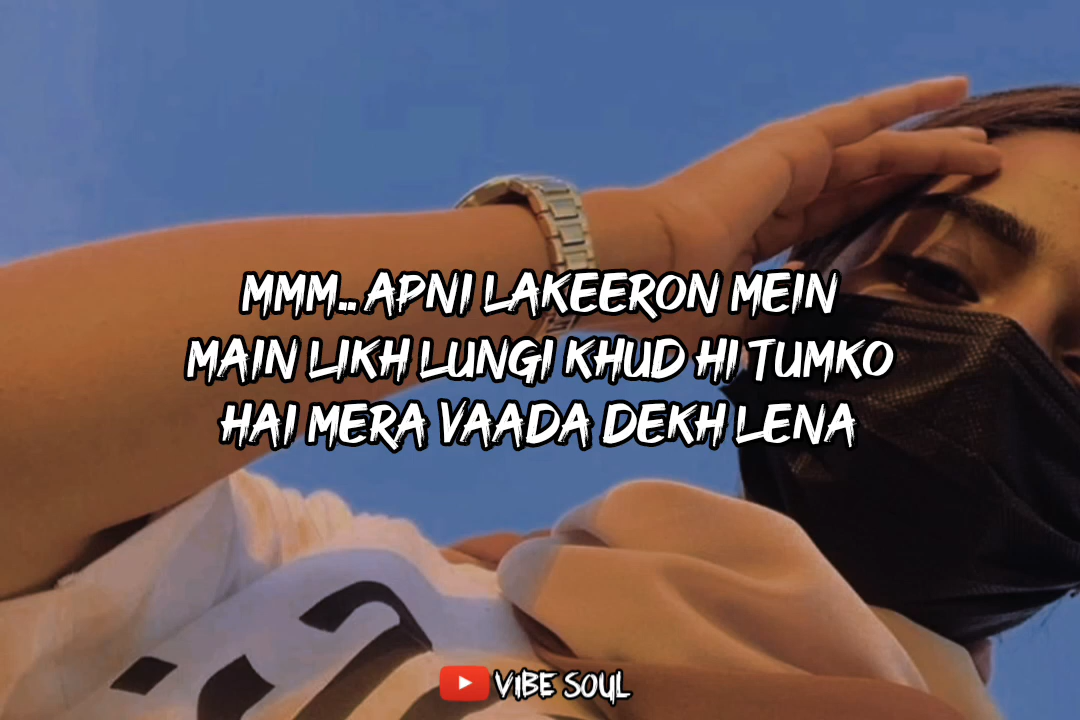 MMM.. APNI LAKEERON MEIN
MAIN LIKH LUNGI KHUD HI TUMKO
HAI MERA VAADA DEKH LENA
VIBE SOUL